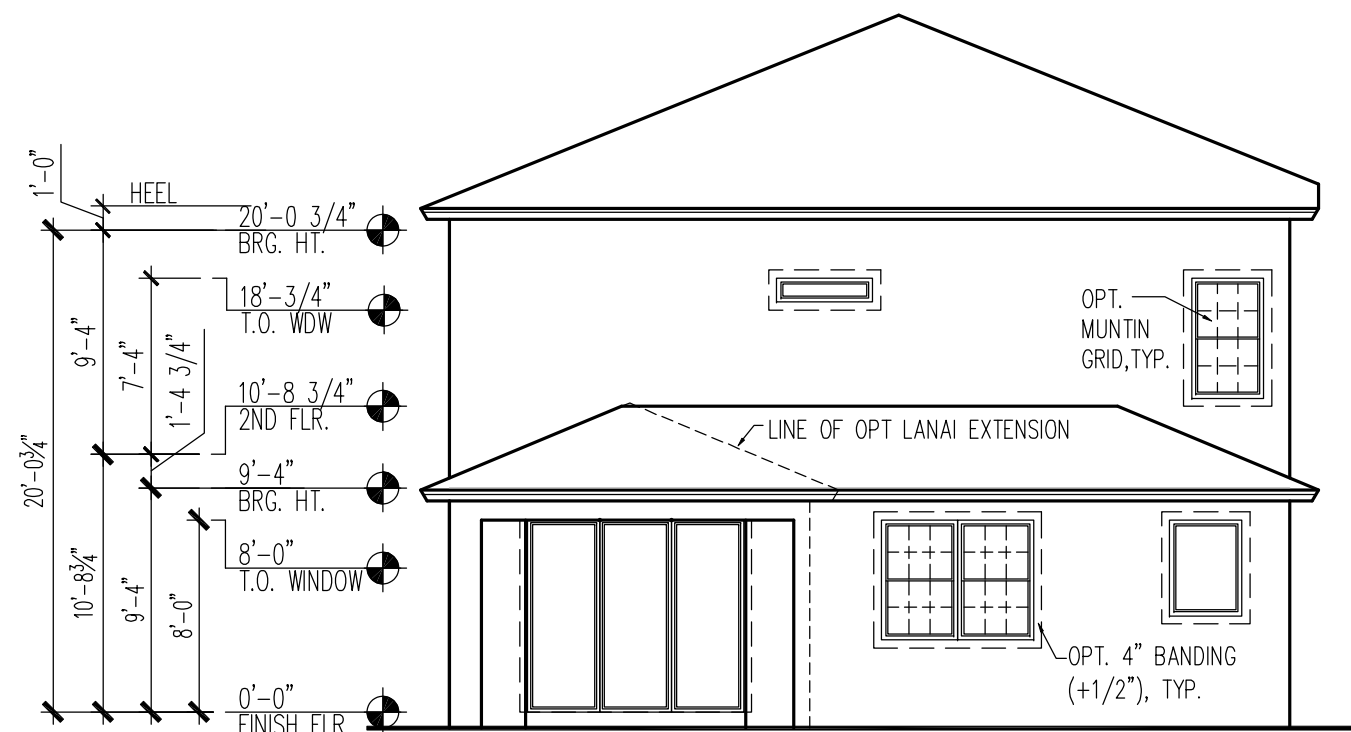 1'-0"
HEEL
20'-0 3/4"
BRG. HT.
18'-3/4"
T.O. WDW
OPT.
MUNTIN
GRID,TYP.
9'-4"
7'-4"
1'-4 3/4"
10'-8 3/4"
2ND FLR.
LINE OF OPT LANAI EXTENSION
20'-0¾"
9'-4"
BRG. HT.
8'-0"
T.O. WINDOW
10'-8¾"
9'-4"
8'-0"
OPT. 4" BANDING
(+1/2"), TYP.
0'-0"
FINISH FLR